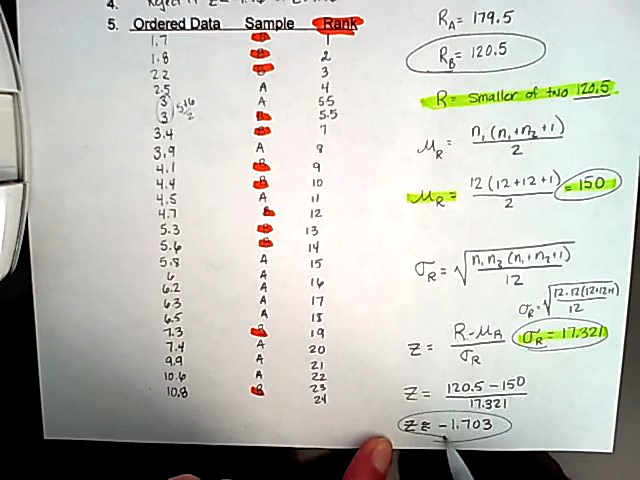 4.
5. Ordered Data Sample Rank
1.7 B 1
1.8 B 2
2.2 B 3
2.5 A 4
3 A 5.5
3 B 5.5
5+6/2
3.4 B 7
3.9 A 8
4.1 B 9
4.4 B 10
4.5 A 11
4.7 B 12
5.3 B 13
5.6 B 14
5.8 A 15
6 A 16
6.2 A 17
6.3 A 18
6.5 A 19
7.3 B 20
7.4 A 21
9.9 A 22
10.6 A 23
10.8 B 24
R_A = 179.5
R_B = 120.5
R = Smaller of two 120.5
μ_R = n₁(n₁+n₂+1)/2
μ_R = 12(12+12+1)/2 = 150
σ_R = √(n₁n₂(n₁+n₂+1)/12)
σ_R = √(12·12(12+12+1)/12)
σ_R = 17.321
Z = R-μ_R/σ_R
Z = 120.5-150/17.321
Z ≈ -1.703